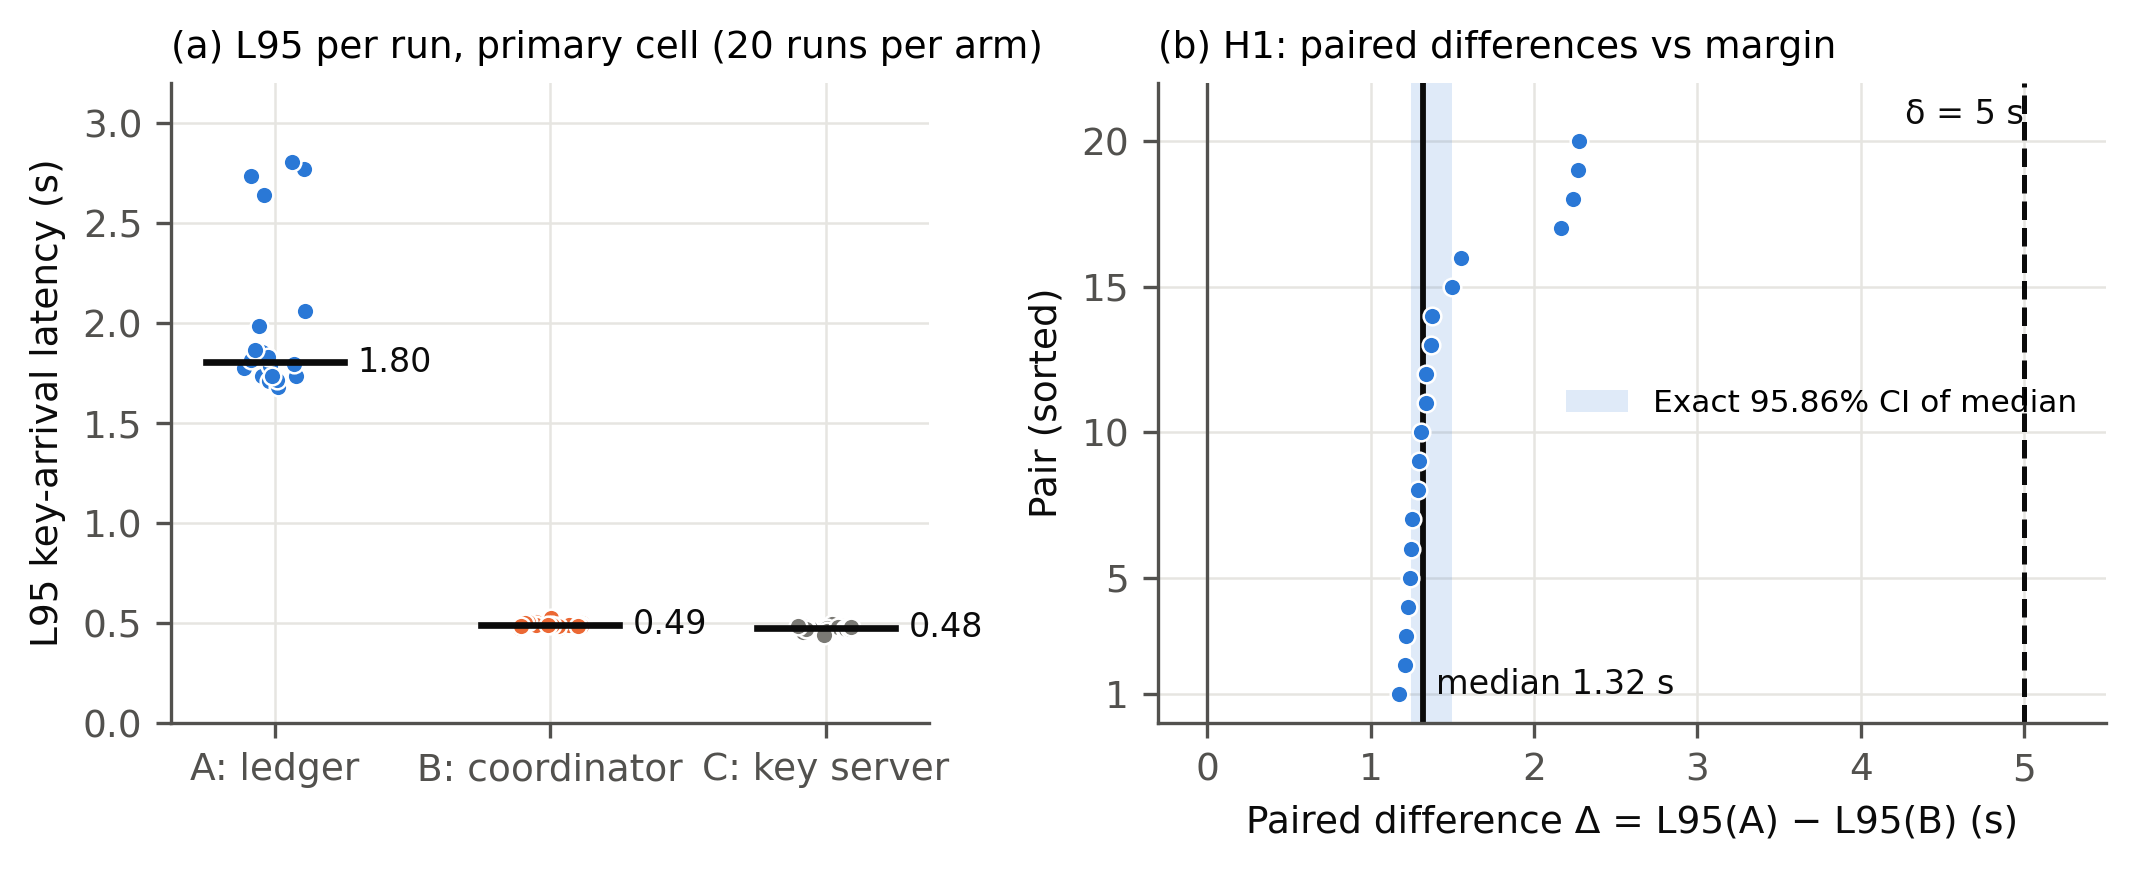 (a) L95 per run, primary cell (20 runs per arm)
L95 key-arrival latency (s)
3.0
2.5
2.0
1.5
1.0
0.5
0.0
1.80
0.49
0.48
A: ledger
B: coordinator
C: key server
(b) H1: paired differences vs margin
Pair (sorted)
20
15
10
5
1
δ = 5 s
Exact 95.86% CI of median
median 1.32 s
0
1
2
3
4
5
Paired difference Δ = L95(A) − L95(B) (s)